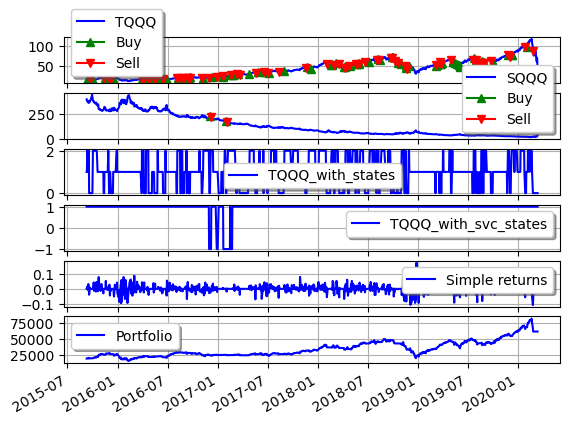 TQQQ
Buy
Sell
100
50
SQQQ
Buy
Sell
250
0
2
0
TQQQ_with_states
1
−1
TQQQ_with_svc_states
0.1
0.0
−0.1
Simple returns
75000
50000
25000
Portfolio
2015-07 2016-01 2016-07 2017-01 2017-07 2018-01 2018-07 2019-01 2019-07 2020-01